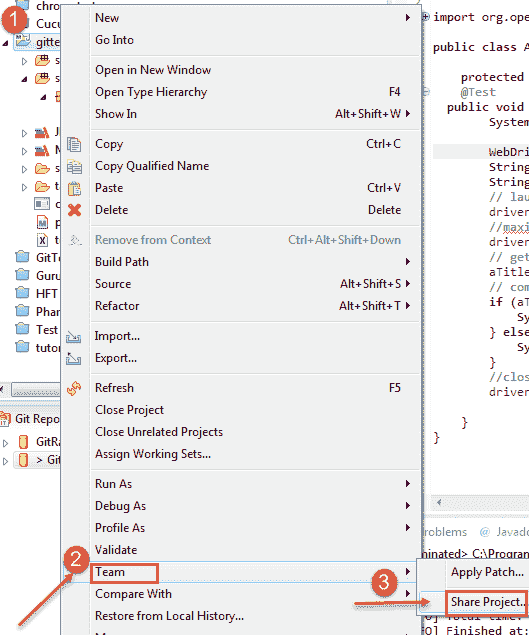 1
chro
Cucu
gitte
s
s
J
M
s
t
c
p
t
GitTe
Guru
HFT
Phar
Test
tutor
Git Repo
GitRa
> Git
New
Go Into
Open in New Window
Open Type Hierarchy F4
Show In Alt+Shift+W
Copy Ctrl+C
Copy Qualified Name
Paste Ctrl+V
Delete Delete
Remove from Context Ctrl+Alt+Shift+Down
Build Path
Source Alt+Shift+S
Refactor Alt+Shift+T
Import...
Export...
Refresh F5
Close Project
Close Unrelated Projects
Assign Working Sets...
Run As
Debug As
Profile As
Validate
2
Team
Compare With
Restore from Local History...
import org.ope
public class A
protected
@Test
public void
System
WebDri
String
String
// lau
driver
//maxi
driver
// get
aTitle
// com
if (aT
Sy
} else
Sy
}
//clos
driver
}
}
roblems @ Javado
minated> C:\Program
3
Apply Patch...
Share Project...
O] Total time:
FO] Finished at: